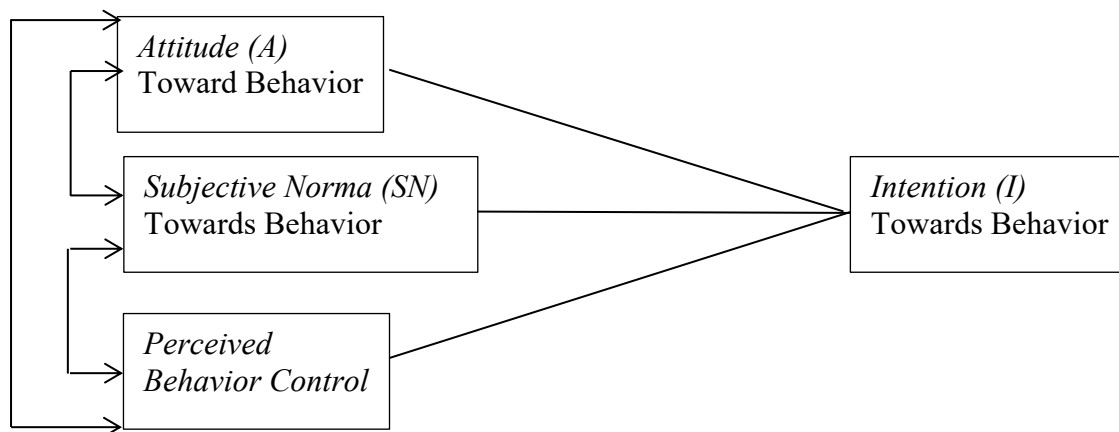 Attitude (A)
Toward Behavior
Subjective Norma (SN)
Towards Behavior
Intention (I)
Towards Behavior
Perceived
Behavior Control